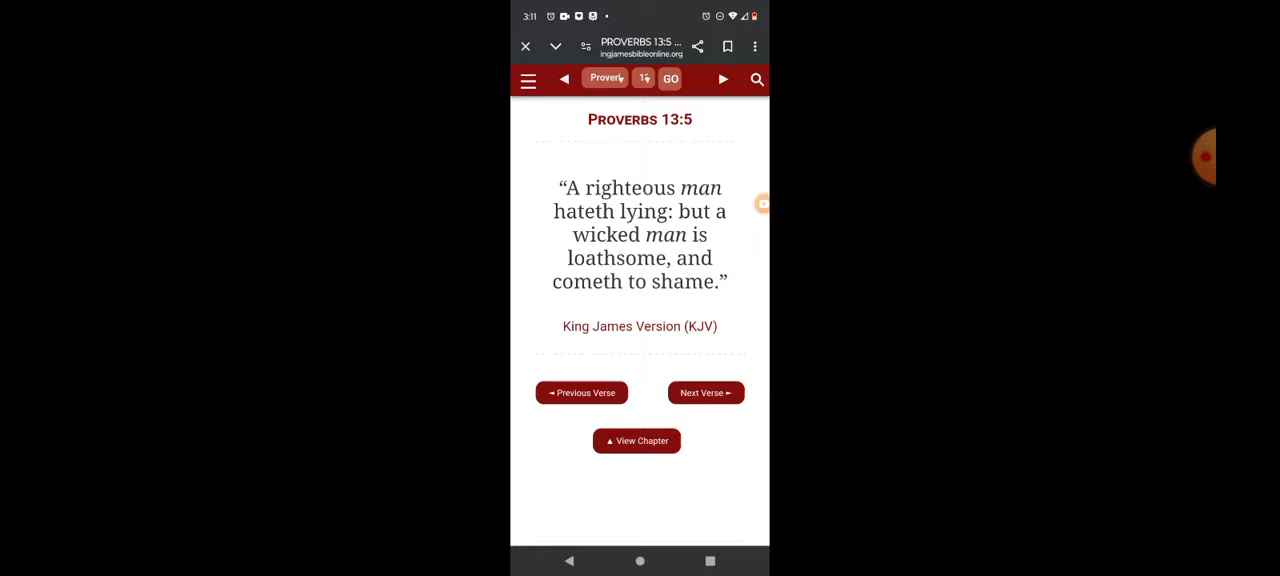 3:11
PROVERBS 13:5 ...
ingjamesbibleonline.org
GO
PROVERBS 13:5
“A righteous man
hateth lying: but a
wicked man is
loathsome, and
cometh to shame.”
King James Version (KJV)
◄ Previous Verse
Next Verse ►
▲ View Chapter